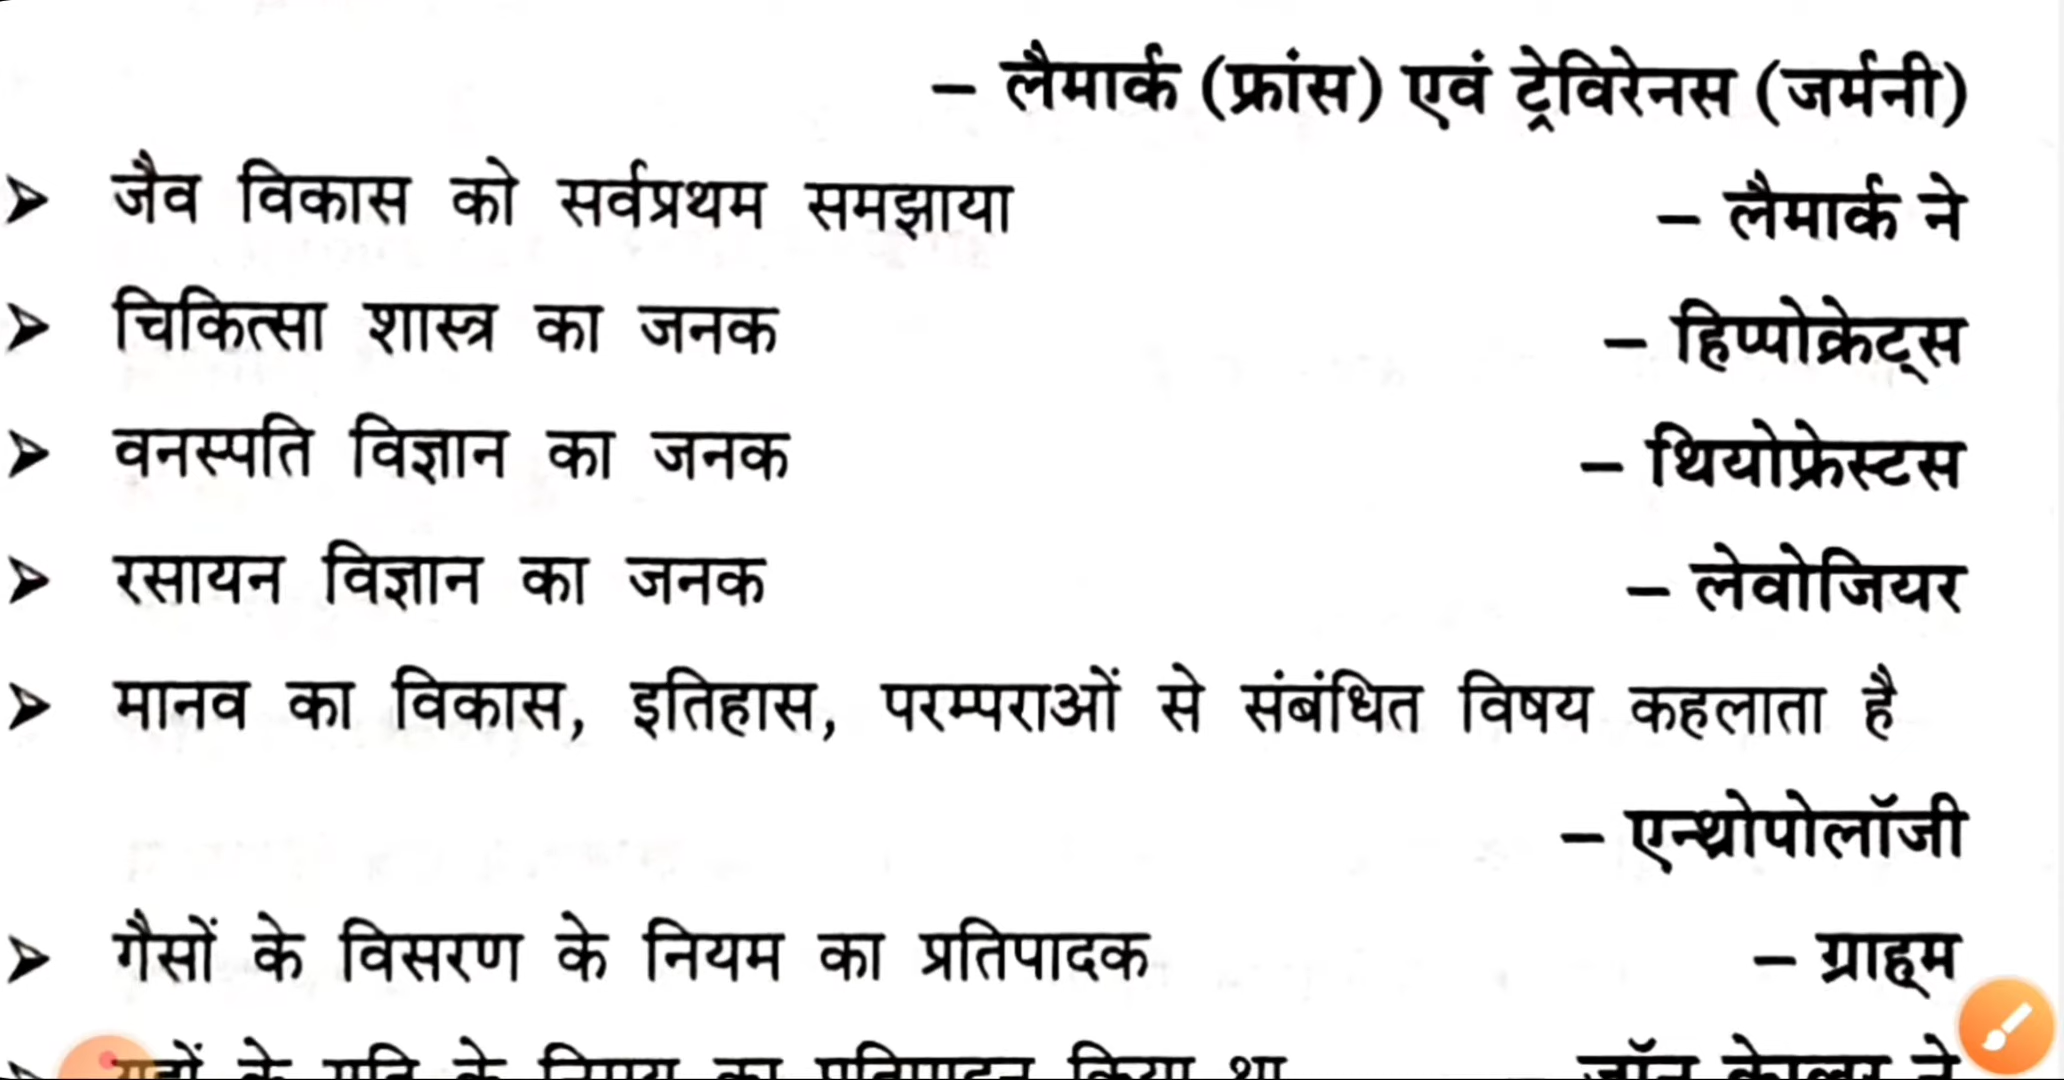 – लैमार्क (फ्रांस) एवं ट्रेविरेनस (जर्मनी)
➤ जैव विकास को सर्वप्रथम समझाया – लैमार्क ने
➤ चिकित्सा शास्त्र का जनक – हिप्पोक्रेट्स
➤ वनस्पति विज्ञान का जनक – थियोफ्रेस्टस
➤ रसायन विज्ञान का जनक – लेवोजियर
➤ मानव का विकास, इतिहास, परम्पराओं से संबंधित विषय कहलाता है
– एन्थ्रोपोलॉजी
➤ गैसों के विसरण के नियम का प्रतिपादक – ग्राह्म
के के का किया था – जॉन ने